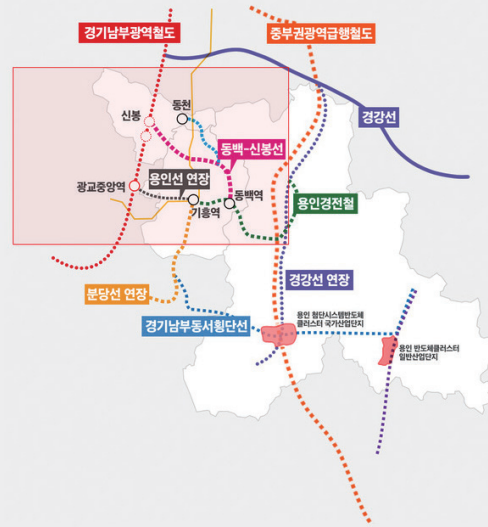 경기남부광역철도
중부권광역급행철도
신봉
동천
경강선
동백-신봉선
용인선 연장
광교중앙역
기흥역
동백역
용인경전철
분당선 연장
경강선 연장
경기남부동서횡단선
용인 첨단시스템반도체
클러스터 국가산업단지
용인 반도체클러스터
일반산업단지